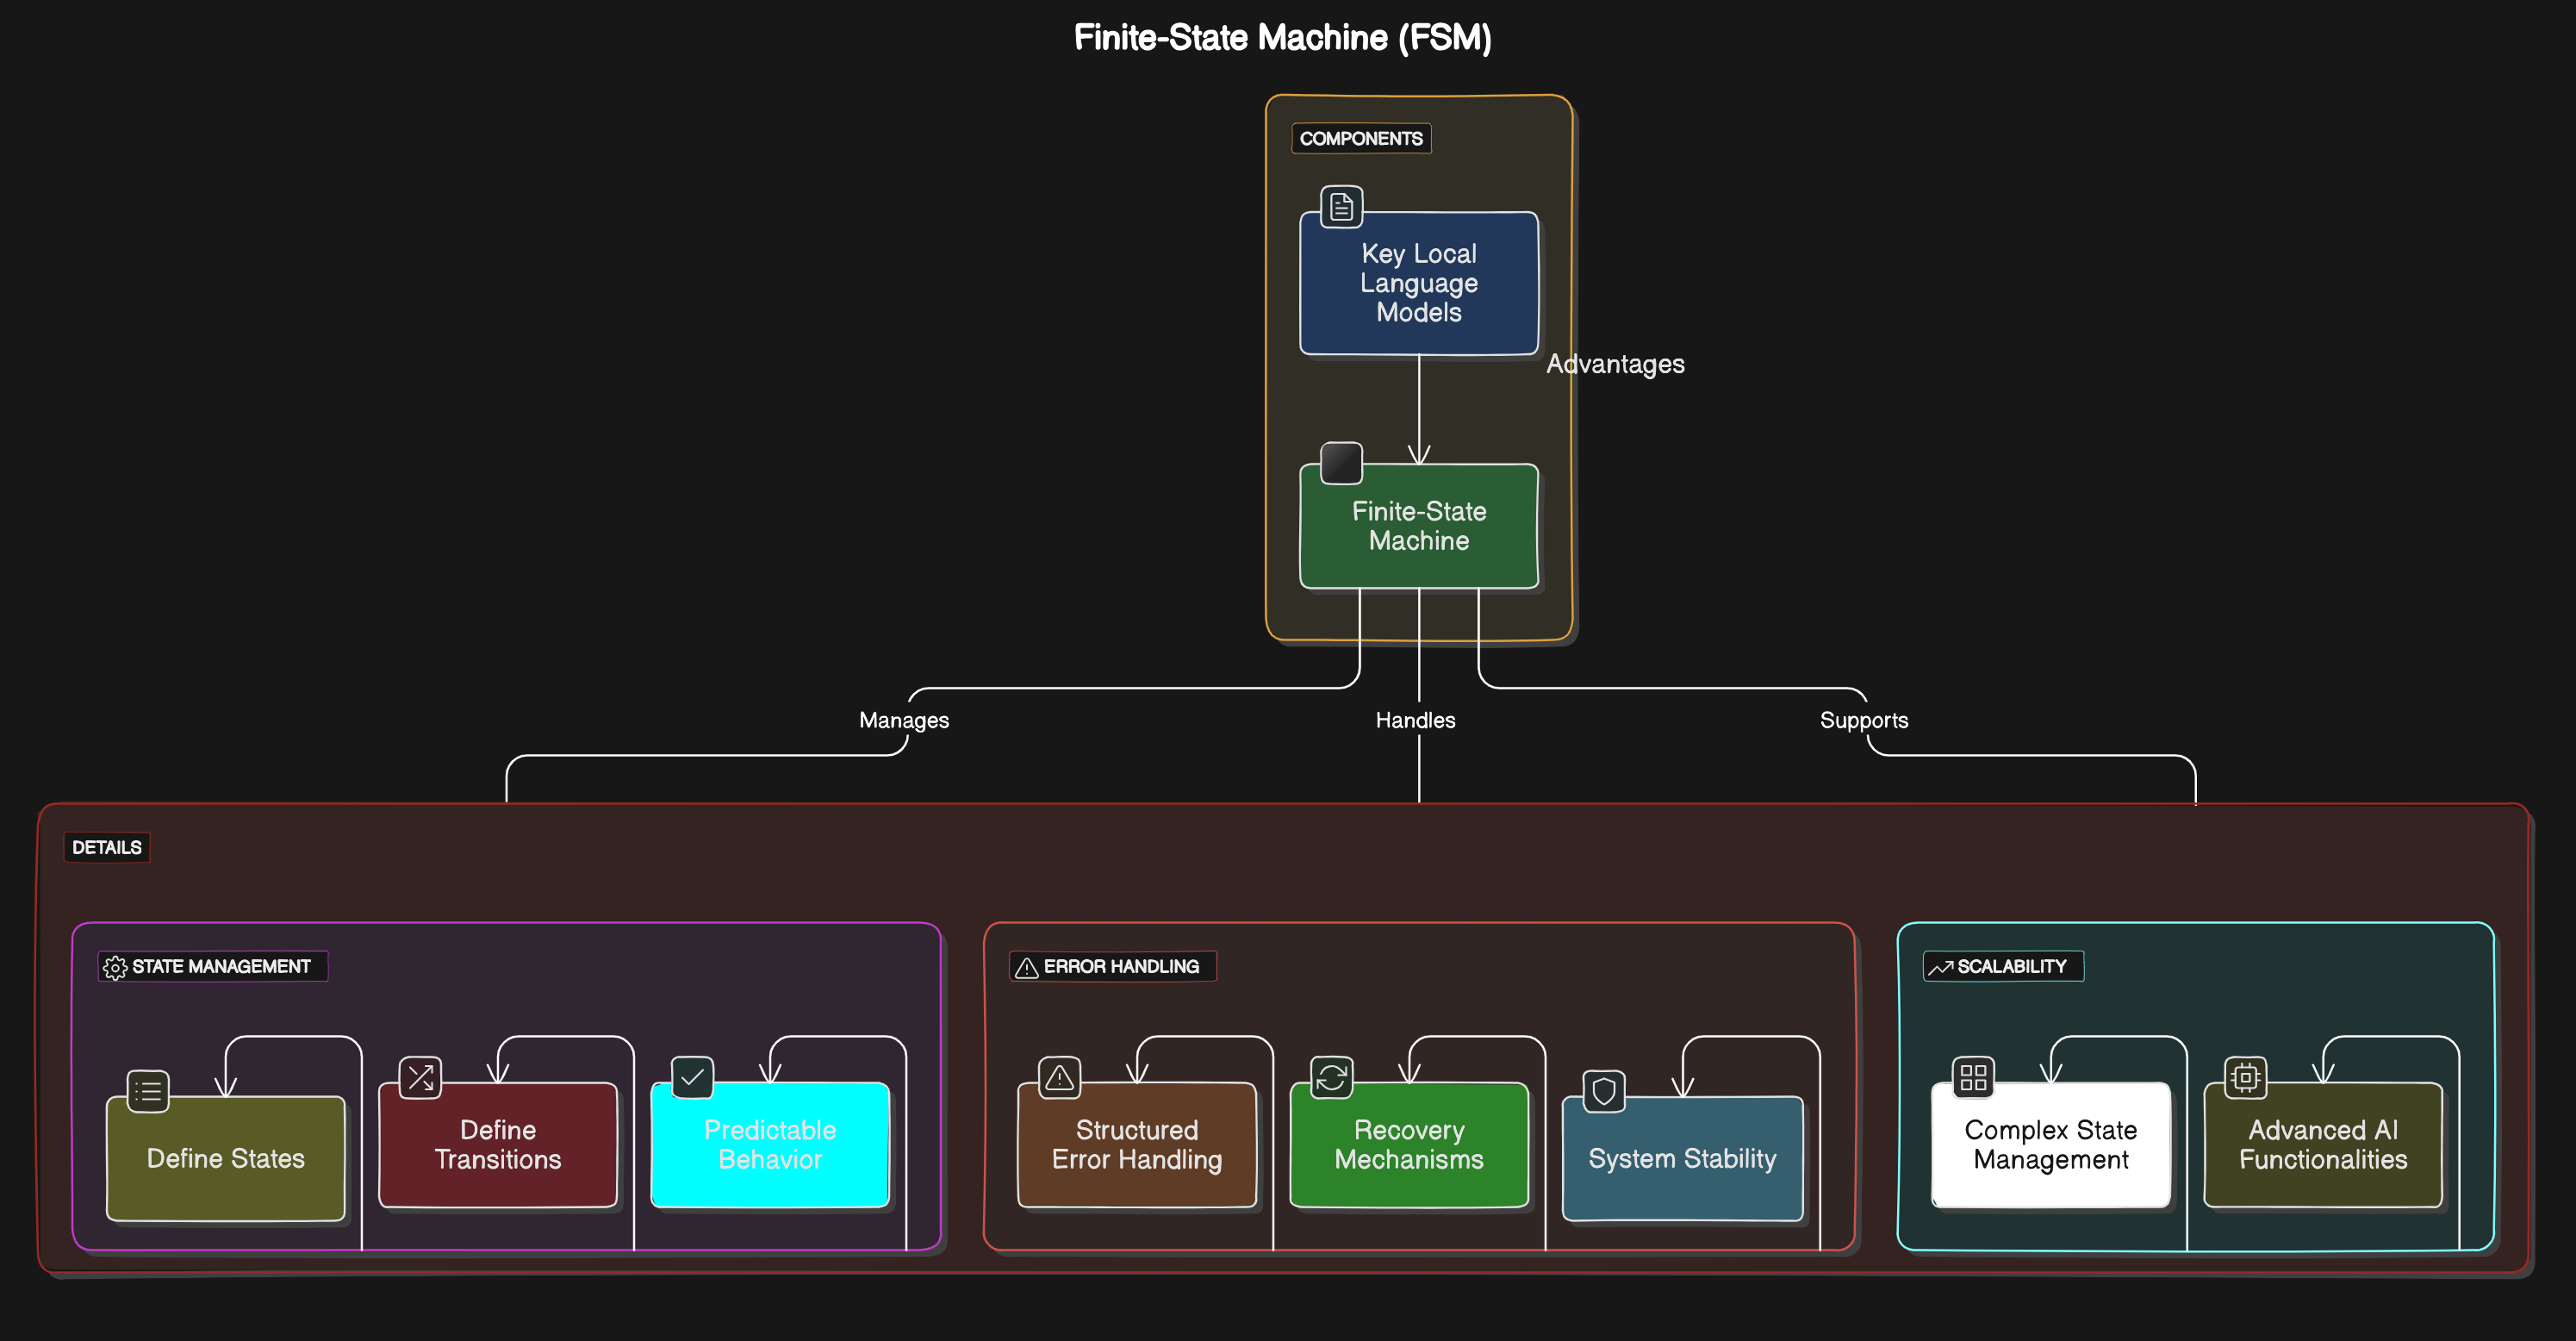 Finite-State Machine (FSM)
COMPONENTS
Key Local
Language
Models
Advantages
Finite-State
Machine
Manages
Handles
Supports
DETAILS
STATE MANAGEMENT
Define States
Define
Transitions
Predictable
Behavior
ERROR HANDLING
Structured
Error Handling
Recovery
Mechanisms
System Stability
SCALABILITY
Complex State
Management
Advanced AI
Functionalities